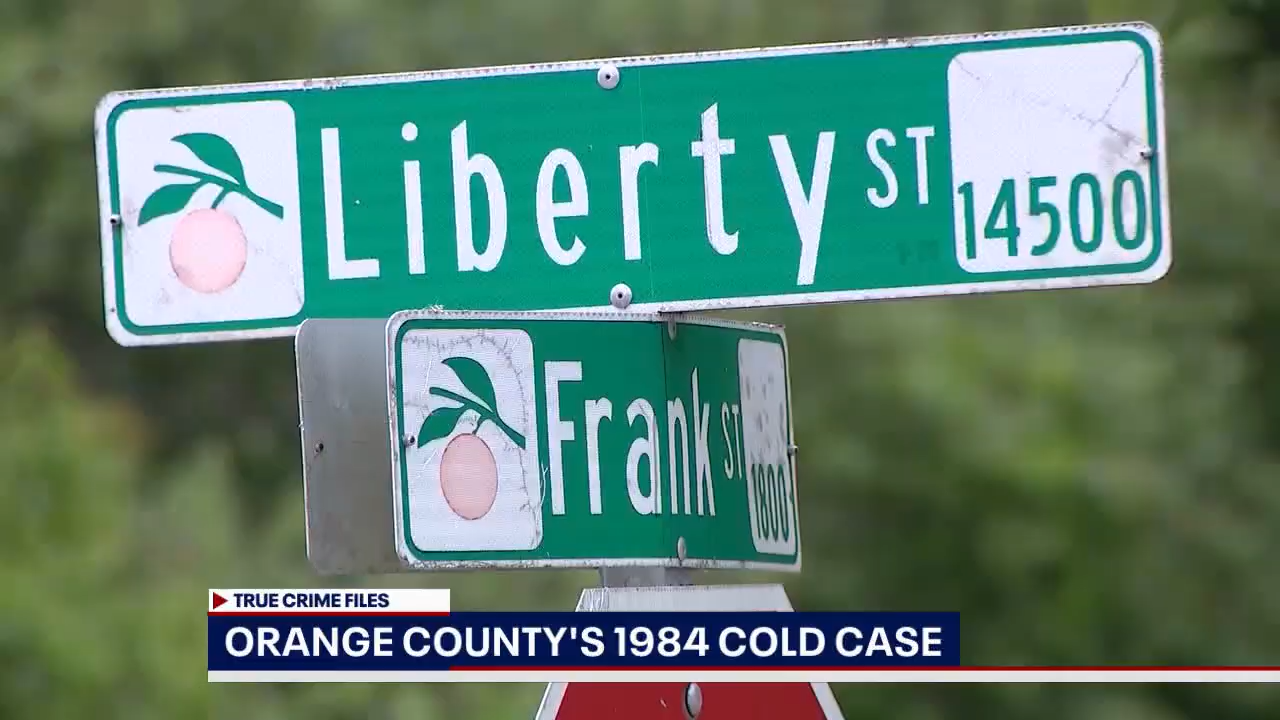 Liberty ST 14500
Frank ST 1800
TRUE CRIME FILES
ORANGE COUNTY'S 1984 COLD CASE